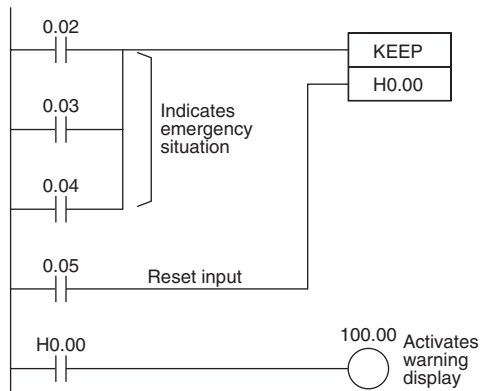 0.02
KEEP
H0.00
0.03
Indicates
emergency
situation
0.04
0.05
Reset input
H0.00
100.00
Activates
warning
display